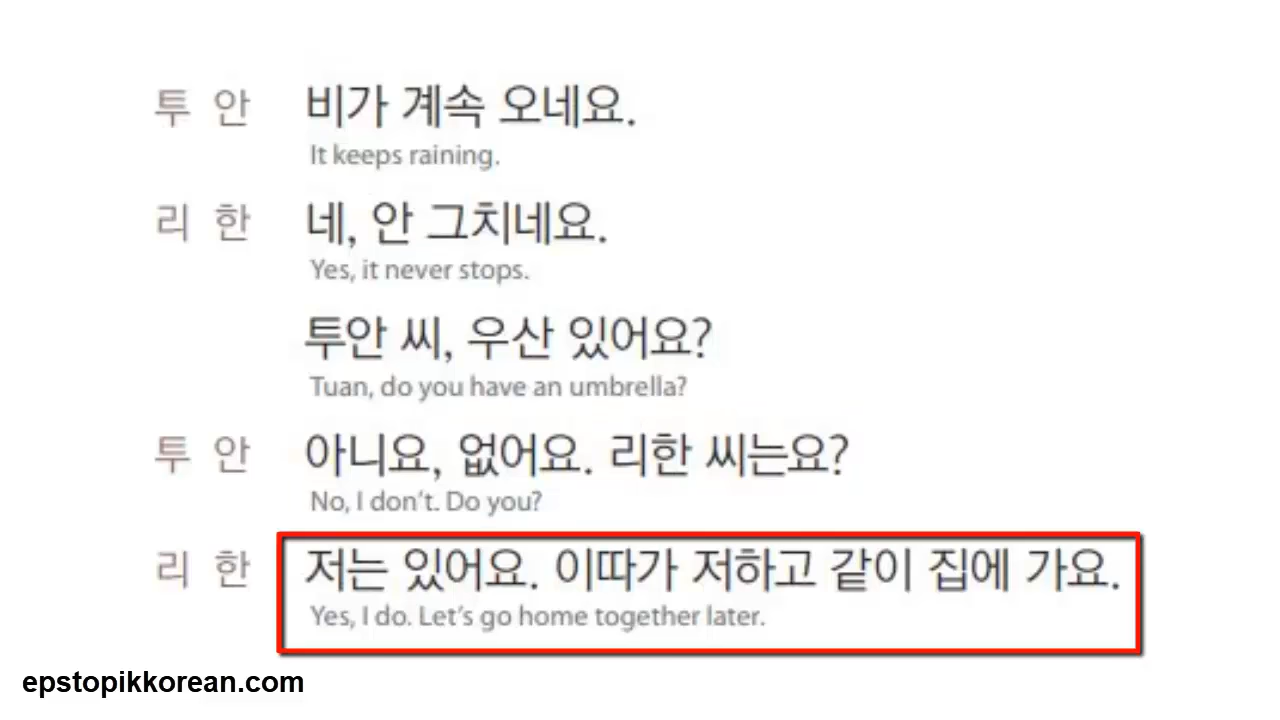 투 안 비가 계속 오네요.
It keeps raining.
리 한 네, 안 그치네요.
Yes, it never stops.
투안 씨, 우산 있어요?
Tuan, do you have an umbrella?
투 안 아니요, 없어요. 리한 씨는요?
No, I don't. Do you?
리 한 저는 있어요. 이따가 저하고 같이 집에 가요.
Yes, I do. Let's go home together later.
epstopikkorean.com